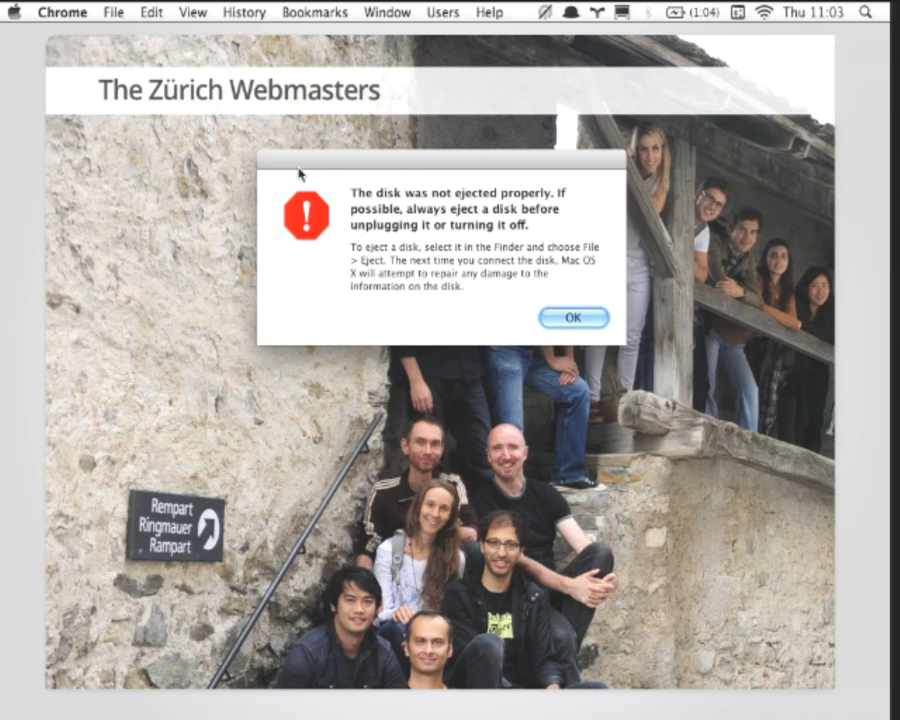 Chrome File Edit View History Bookmarks Window Users Help (1:04) Thu 11:03
The Zürich Webmasters
The disk was not ejected properly. If
possible, always eject a disk before
unplugging it or turning it off.
To eject a disk, select it in the Finder and choose File
> Eject. The next time you connect the disk, Mac OS
X will attempt to repair any damage to the
information on the disk.
OK
Rempart
Ringmauer
Rampart